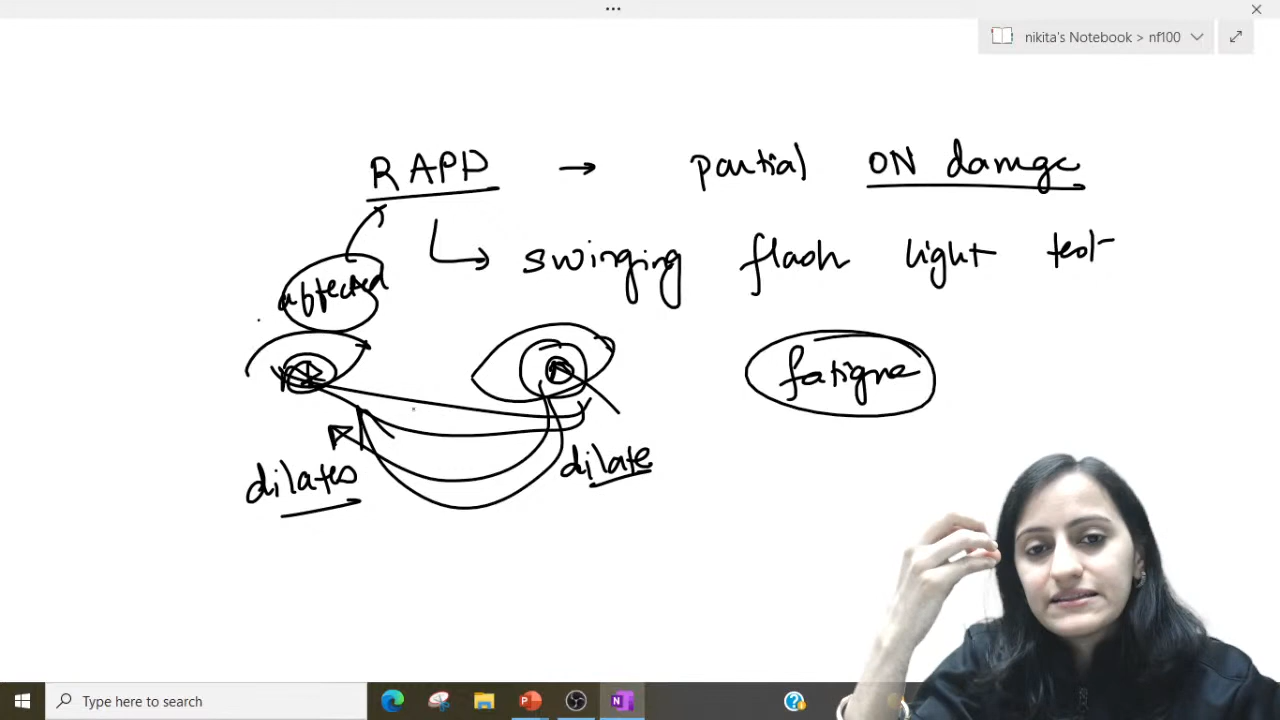 ...
nikita's Notebook > nf100
RAPD → partial ON damage
↳ swinging flash light test
affected
fatigue
dilates
dilate
Type here to search